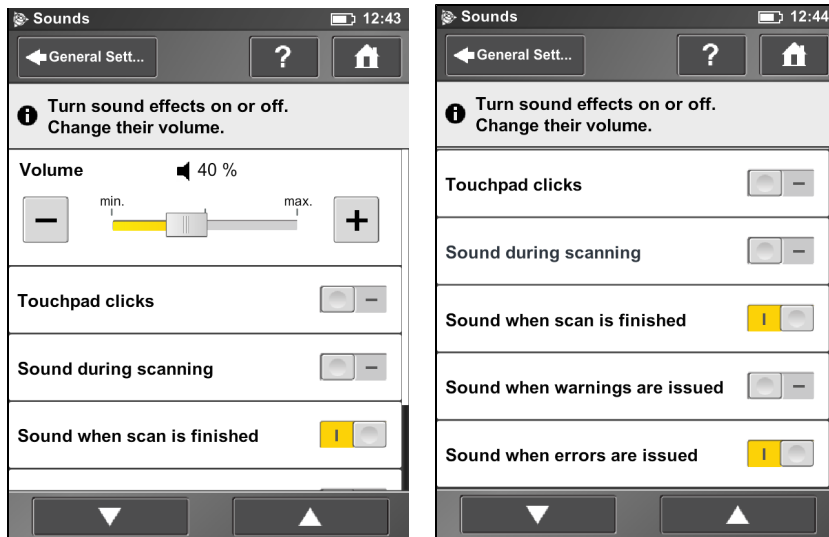 Sounds
12:43
General Sett...
?
Turn sound effects on or off.
Change their volume.
Volume
40 %
min.
max.
Touchpad clicks
Sound during scanning
Sound when scan is finished
Sounds
12:44
General Sett...
?
Turn sound effects on or off.
Change their volume.
Touchpad clicks
Sound during scanning
Sound when scan is finished
Sound when warnings are issued
Sound when errors are issued